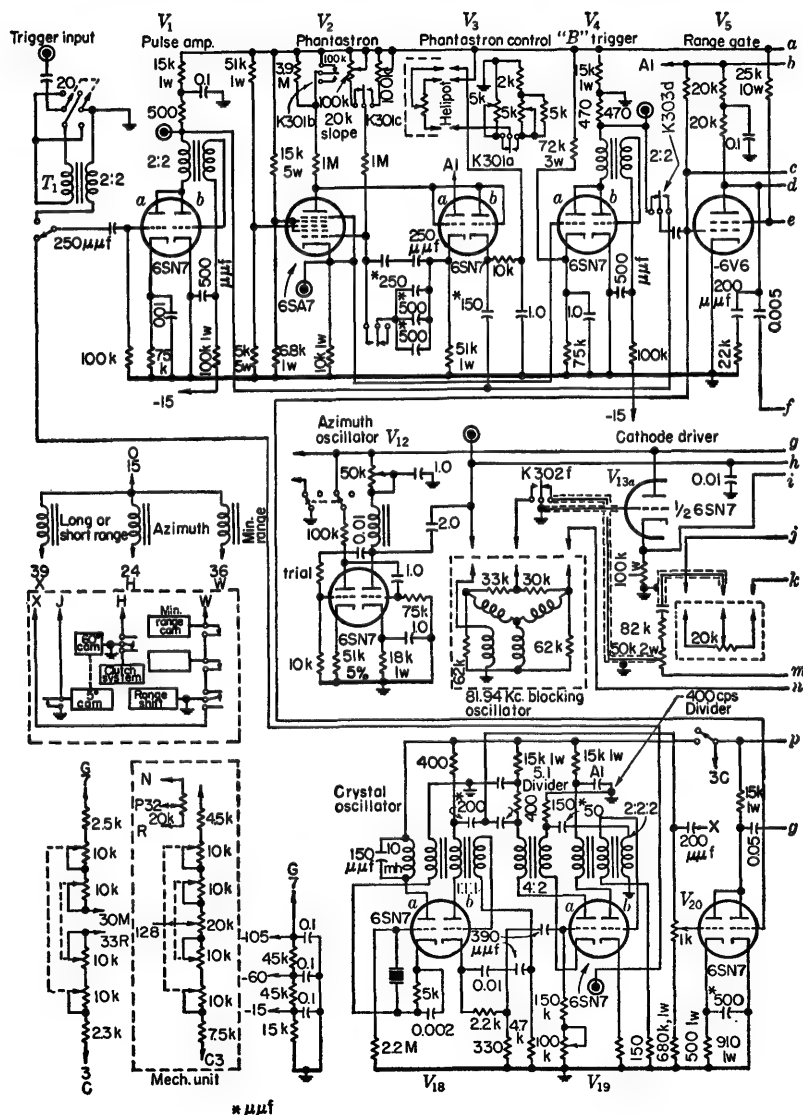 V1 V2 V3 V4 V5
Trigger input
Pulse amp. Phantastron Phantastron control "B" trigger Range gate
a
b
c
d
e
f
15k 1w
0.1
500
20
T1
2:2
2:2
a b
6SN7
250μμf
500 μμf
0.01
100k
75k
100k 1w
-15
51k 1w
3.9 M
100k
100k
100k
K301b
20k slope
K301c
15k 5w
1M
1M
6SA7
5k 5w
6.8k 1w
10k 1w
Helipot
5k
2k
5k
5k
K301a
A1
a b
6SN7
250 μμf
*250
*500
*500
*150
10k
1.0
51k 1w
15k 1w
470
470
72k 3w
2:2
a b
6SN7
500 μμf
1.0
75k
100k
-15
A1
K303d
20k
20k
25k 10w
0.1
-6V6
200 μμf
0.005
22k
0
15
Long or short range
Azimuth
Min. range
39 X
24 H
36 W
X J H W
Min. range cam
60° cam
Clutch system
5° cam
Range shift
Azimuth oscillator V12
50k
1.0
100k
0.01
2.0
trial
1.0
75k
1.0
6SN7
10k
51k 5%
18k 1w
K302f
33k 30k
62k
62k
81.94 Kc. blocking oscillator
Cathode driver
V13a
½ 6SN7
0.01
100k 1w
82k
50k 2w
20k
g
h
i
j
k
m
n
400 cps Divider
G
7
2.5k
10k
10k
30M
33R
10k
10k
2.3k
3
C
N
P32
20k
R
45k
10k
10k
20k
128
10k
10k
7.5k
C3
Mech. unit
G
7
-105
0.1
45k
-60
0.1
45k
-15
0.1
15k
Crystal oscillator
150 μμf
10 mh
400
*200
1:1:1
a b
6SN7
5k
0.002
2.2M
0.01
390 μμf
2.2k
330
4.7 k
V18
15k 1w
5:1 Divider
400
4:2
150
*50
15k 1w
A1
2:2:2
a b
6SN7
150 k
100 k
150
680k, 1w
V19
p
3C
15k 1w
200 μμf
X
0.05
g
V20
1k
6SN7
*500
500 1w
910 1w
* μμf